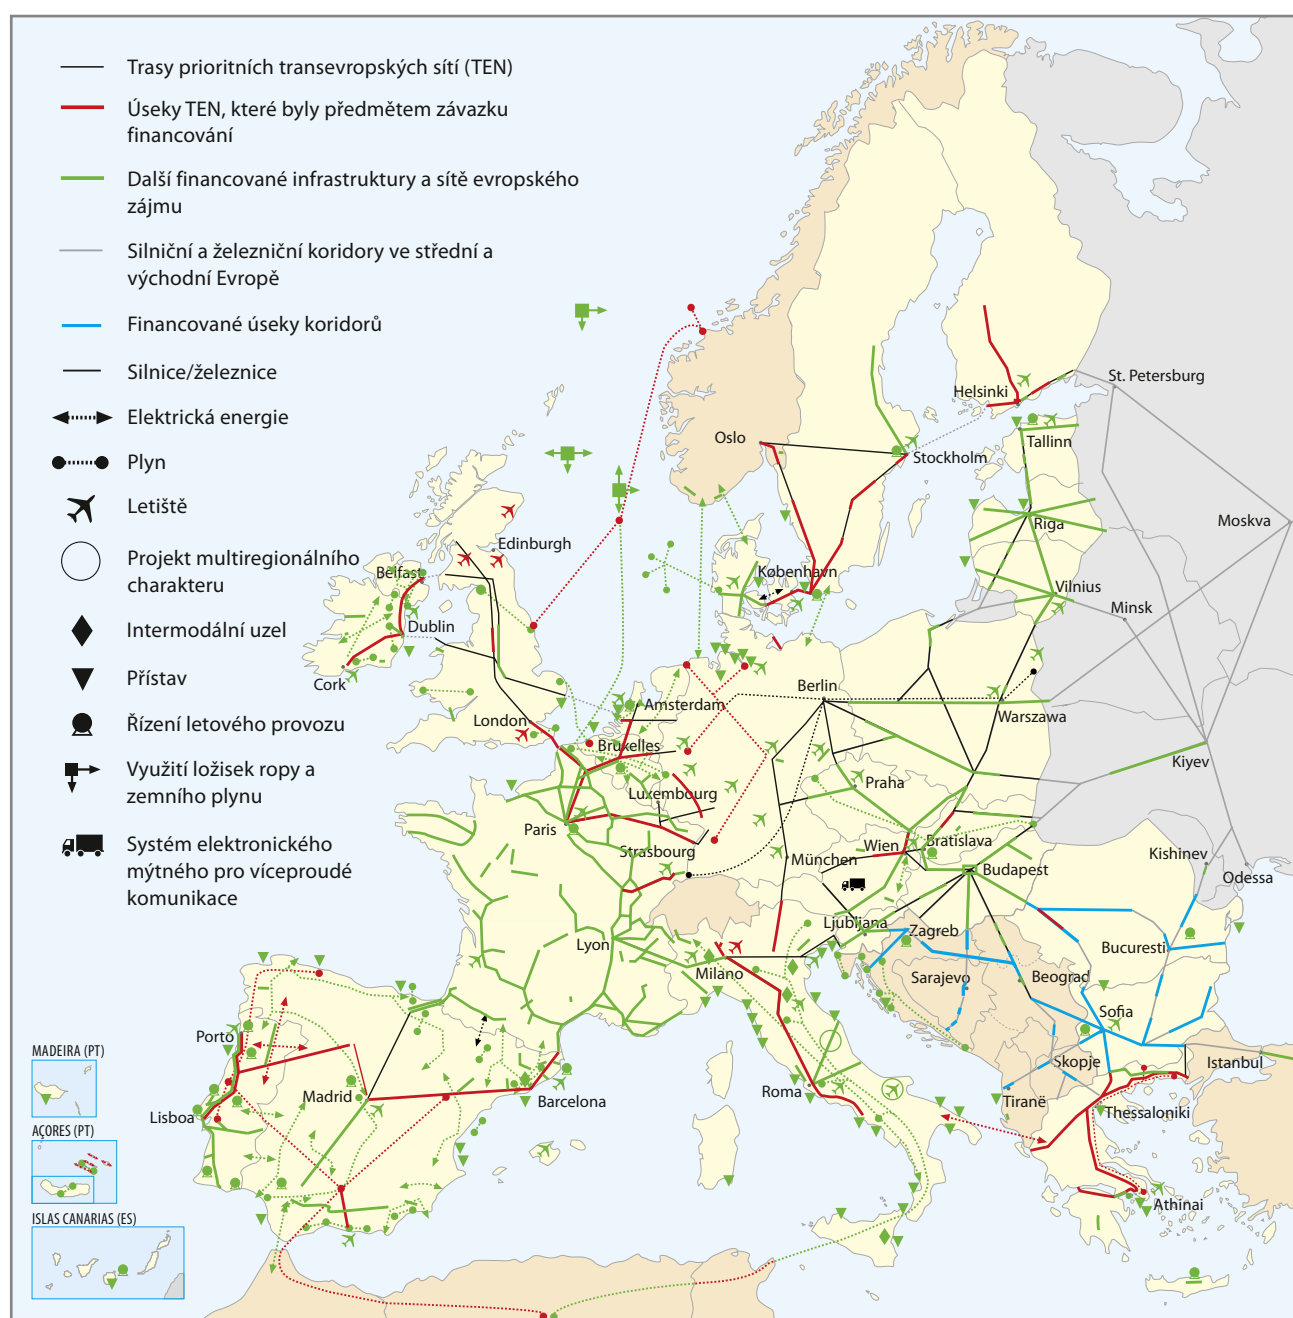 Trasy prioritních transevropských sítí (TEN)
Úseky TEN, které byly předmětem závazku
financování
Další financované infrastruktury a sítě evropského
zájmu
Silniční a železniční koridory ve střední a
východní Evropě
Financované úseky koridorů
Silnice/železnice
Elektrická energie
Plyn
Letiště
Projekt multiregionálního
charakteru
Intermodální uzel
Přístav
Řízení letového provozu
Využití ložisek ropy a
zemního plynu
Systém elektronického
mýtného pro víceproudé
komunikace
Helsinki
St. Petersburg
Oslo
Stockholm
Tallinn
Riga
Moskva
Edinburgh
Belfast
København
Vilnius
Minsk
Dublin
Cork
London
Amsterdam
Berlin
Warszawa
Bruxelles
Kiyev
Praha
Luxembourg
Paris
Strasbourg
Wien
Bratislava
München
Budapest
Kishinev
Odessa
Ljubljana
Zagreb
Lyon
Milano
Bucuresti
Sarajevo
Beograd
Sofia
Porto
Skopje
Istanbul
Madrid
Roma
Tiranë
Lisboa
Barcelona
Thessaloniki
Athinai
MADEIRA (PT)
AÇORES (PT)
ISLAS CANARIAS (ES)